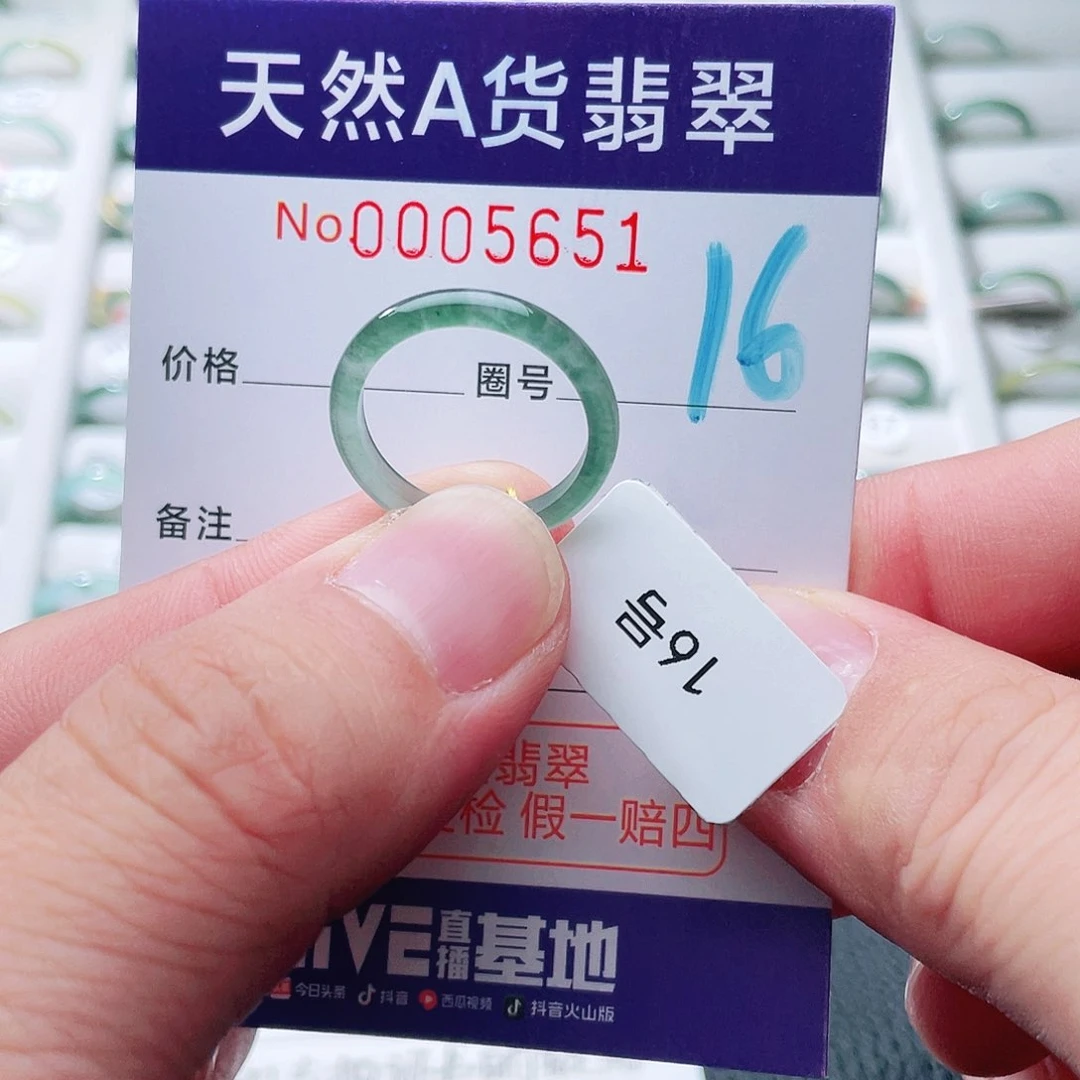 天然A货翡翠
No0005651
16
价格 圈号
备注
16号
翡翠
检 假一赔四
直播基地
今日头条 抖音 西瓜视频 抖音火山版